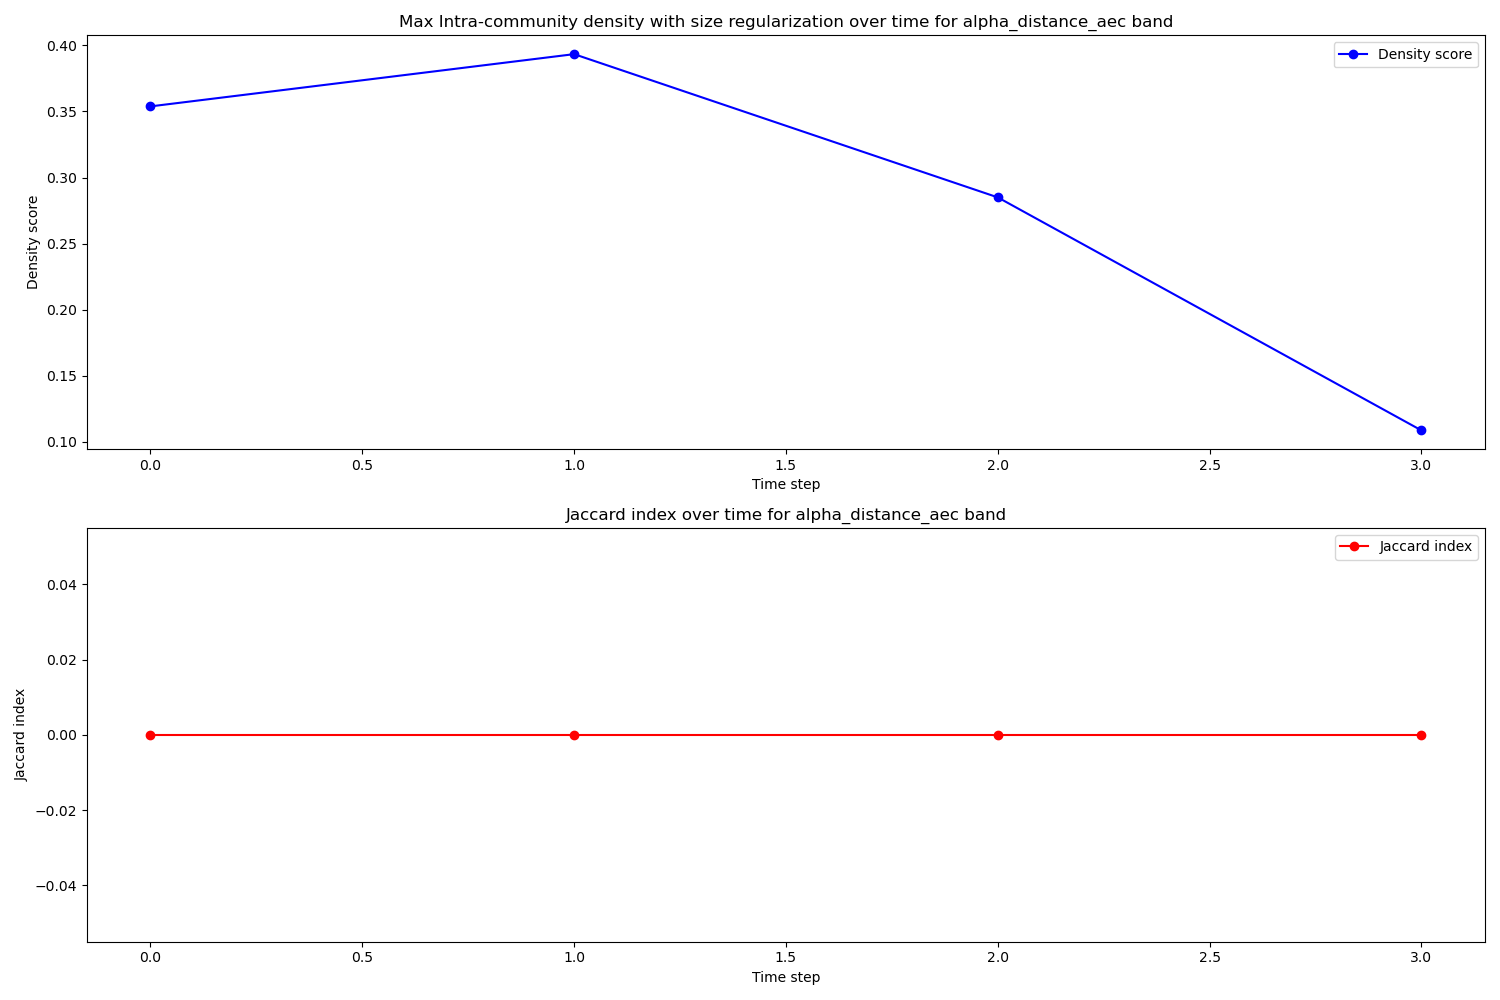 Max Intra-community density with size regularization over time for alpha_distance_aec band
Density score
0.40
0.35
0.30
0.25
0.20
0.15
0.10
Density score
0.0 0.5 1.0 1.5 2.0 2.5 3.0
Time step
Jaccard index over time for alpha_distance_aec band
Jaccard index
0.04
0.02
0.00
−0.02
−0.04
Jaccard index
0.0 0.5 1.0 1.5 2.0 2.5 3.0
Time step